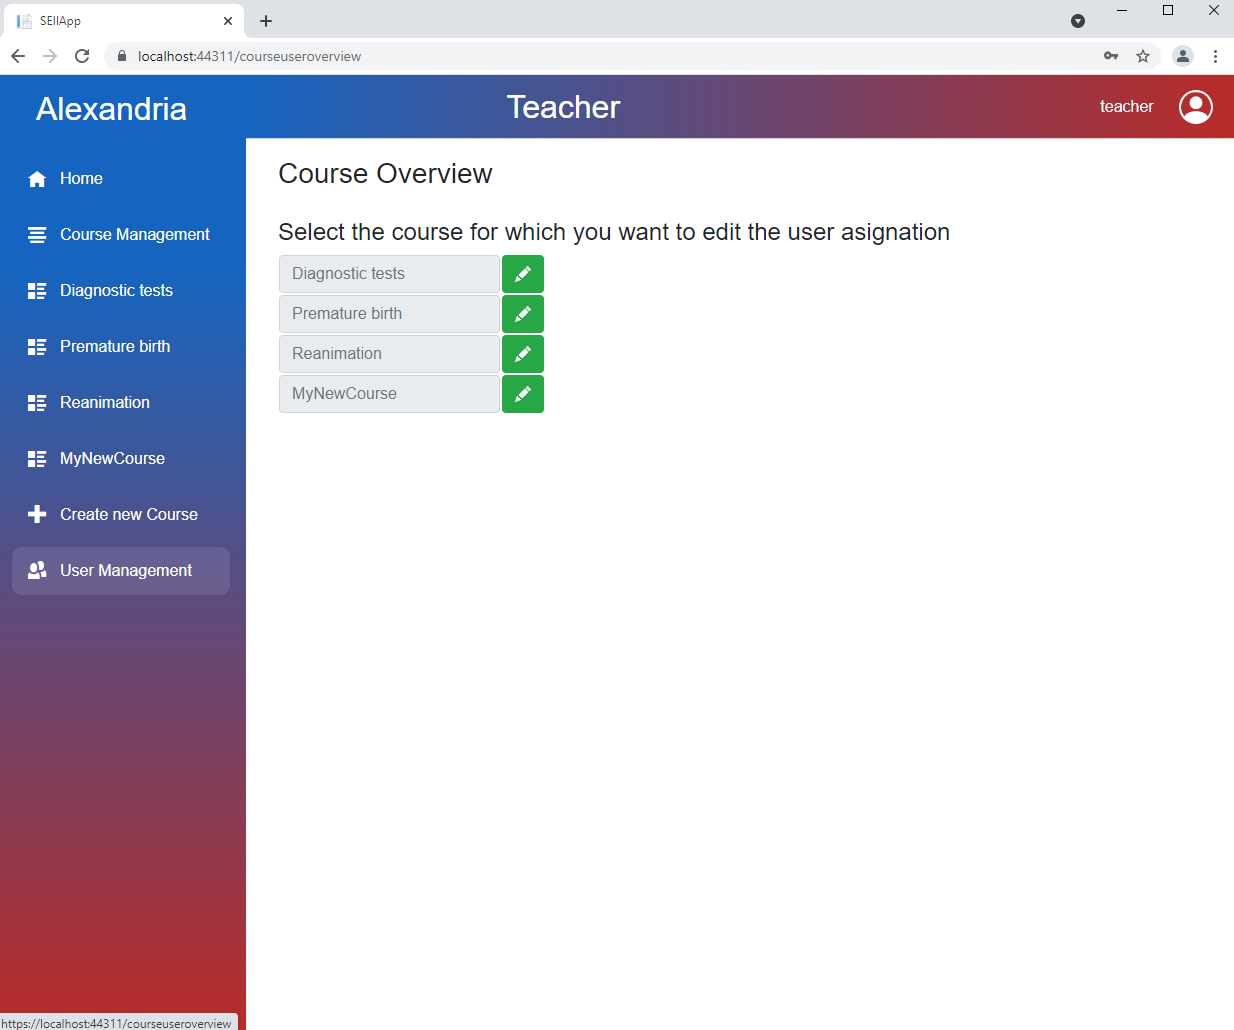 SEIIApp
localhost:44311/courseuseroverview
Alexandria
Teacher
teacher
Home
Course Management
Diagnostic tests
Premature birth
Reanimation
MyNewCourse
Create new Course
User Management
Course Overview
Select the course for which you want to edit the user asignation
Diagnostic tests
Premature birth
Reanimation
MyNewCourse
https://localhost:44311/courseuseroverview